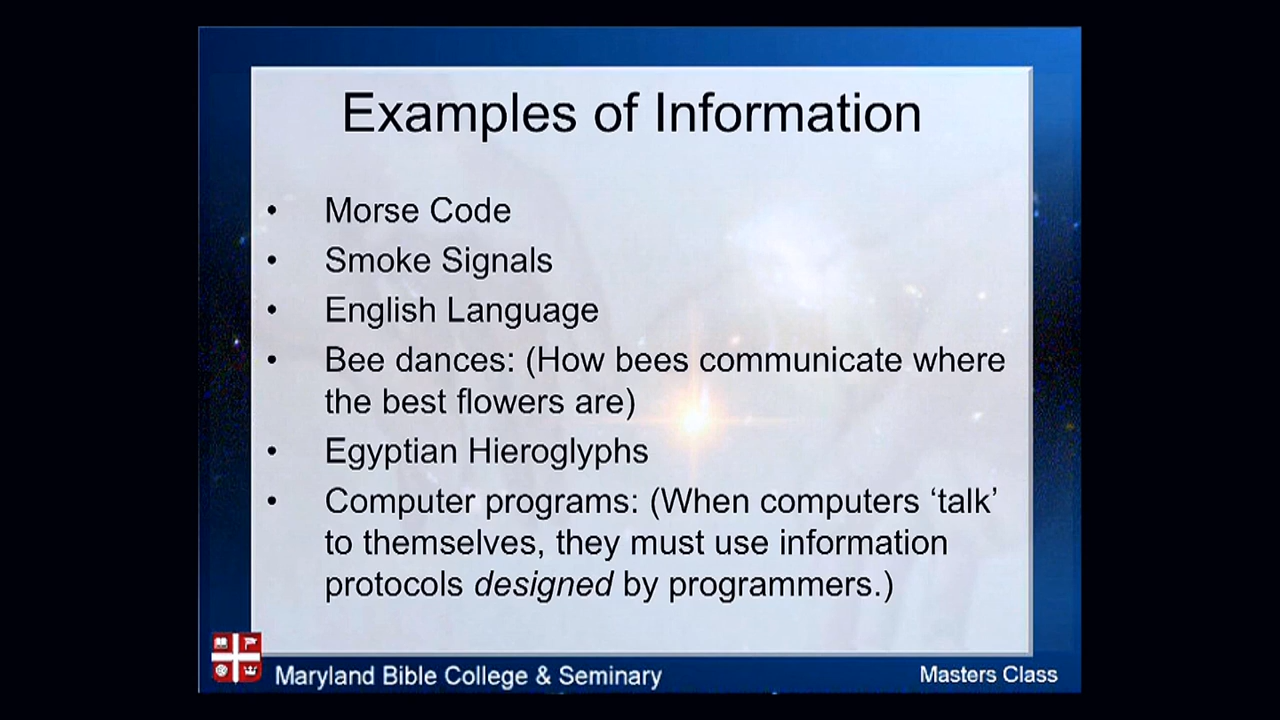 Examples of Information
• Morse Code
• Smoke Signals
• English Language
• Bee dances: (How bees communicate where
the best flowers are)
• Egyptian Hieroglyphs
• Computer programs: (When computers ‘talk’
to themselves, they must use information
protocols designed by programmers.)
Maryland Bible College & Seminary
Masters Class